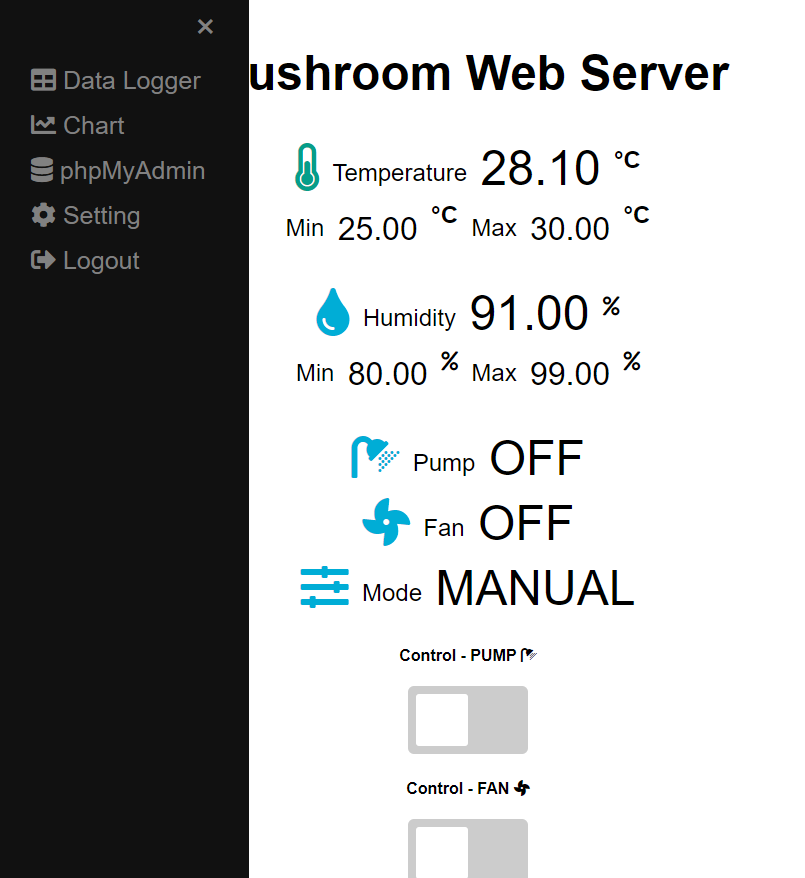 ×
Data Logger
Chart
phpMyAdmin
Setting
Logout
ushroom Web Server
Temperature 28.10 °C
Min 25.00 °C Max 30.00 °C
Humidity 91.00 %
Min 80.00 % Max 99.00 %
Pump OFF
Fan OFF
Mode MANUAL
Control - PUMP
Control - FAN